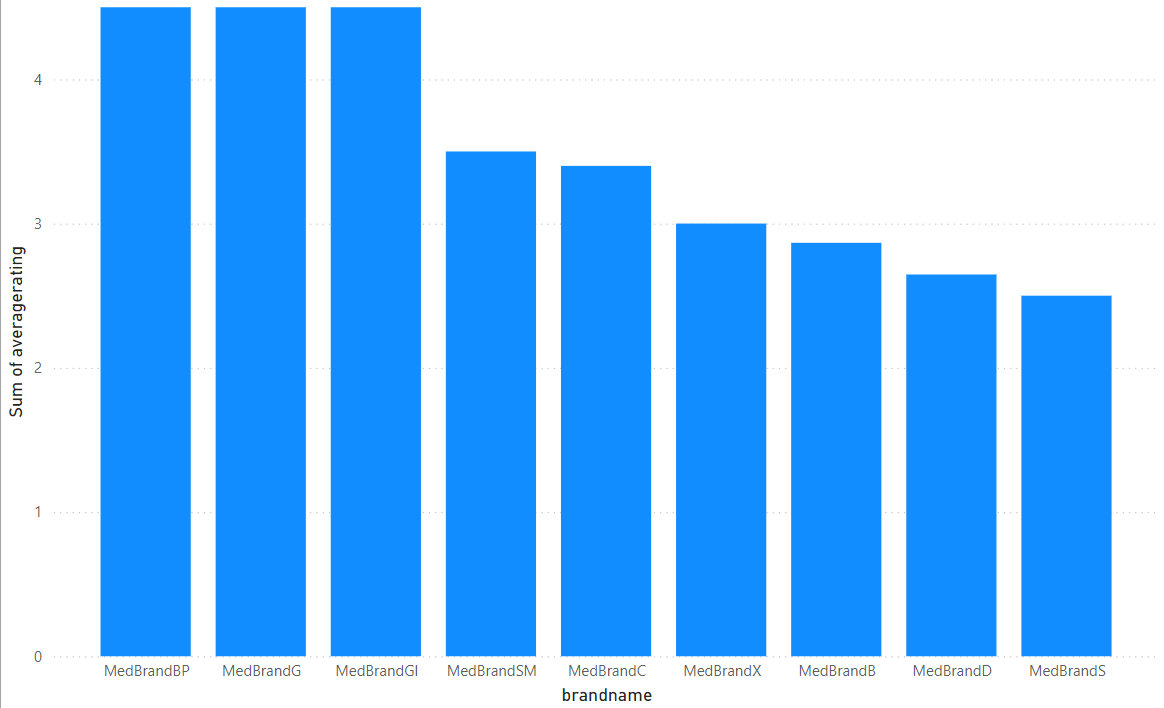 Sum of averagerating
4
3
2
1
0
MedBrandBP MedBrandG MedBrandGI MedBrandSM MedBrandC MedBrandX MedBrandB MedBrandD MedBrandS
brandname